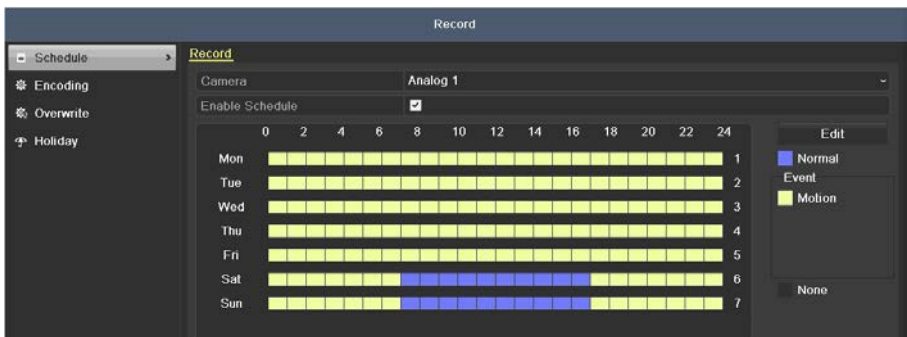 Record
Schedule
Encoding
Overwrite
Holiday
Record
Camera Analog 1
Enable Schedule
0 2 4 6 8 10 12 14 16 18 20 22 24
Mon 1
Tue 2
Wed 3
Thu 4
Fri 5
Sat 6
Sun 7
Edit
Normal
Event
Motion
None